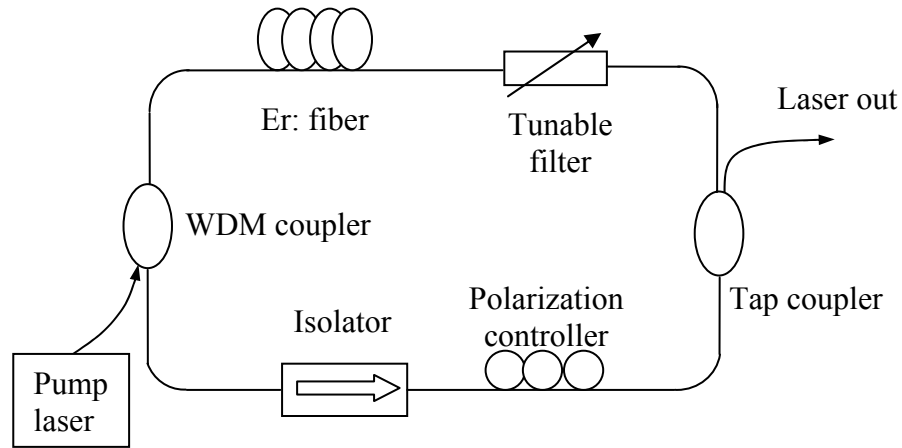 Er: fiber
Tunable
filter
Laser out
WDM coupler
Isolator
Polarization
controller
Tap coupler
Pump
laser